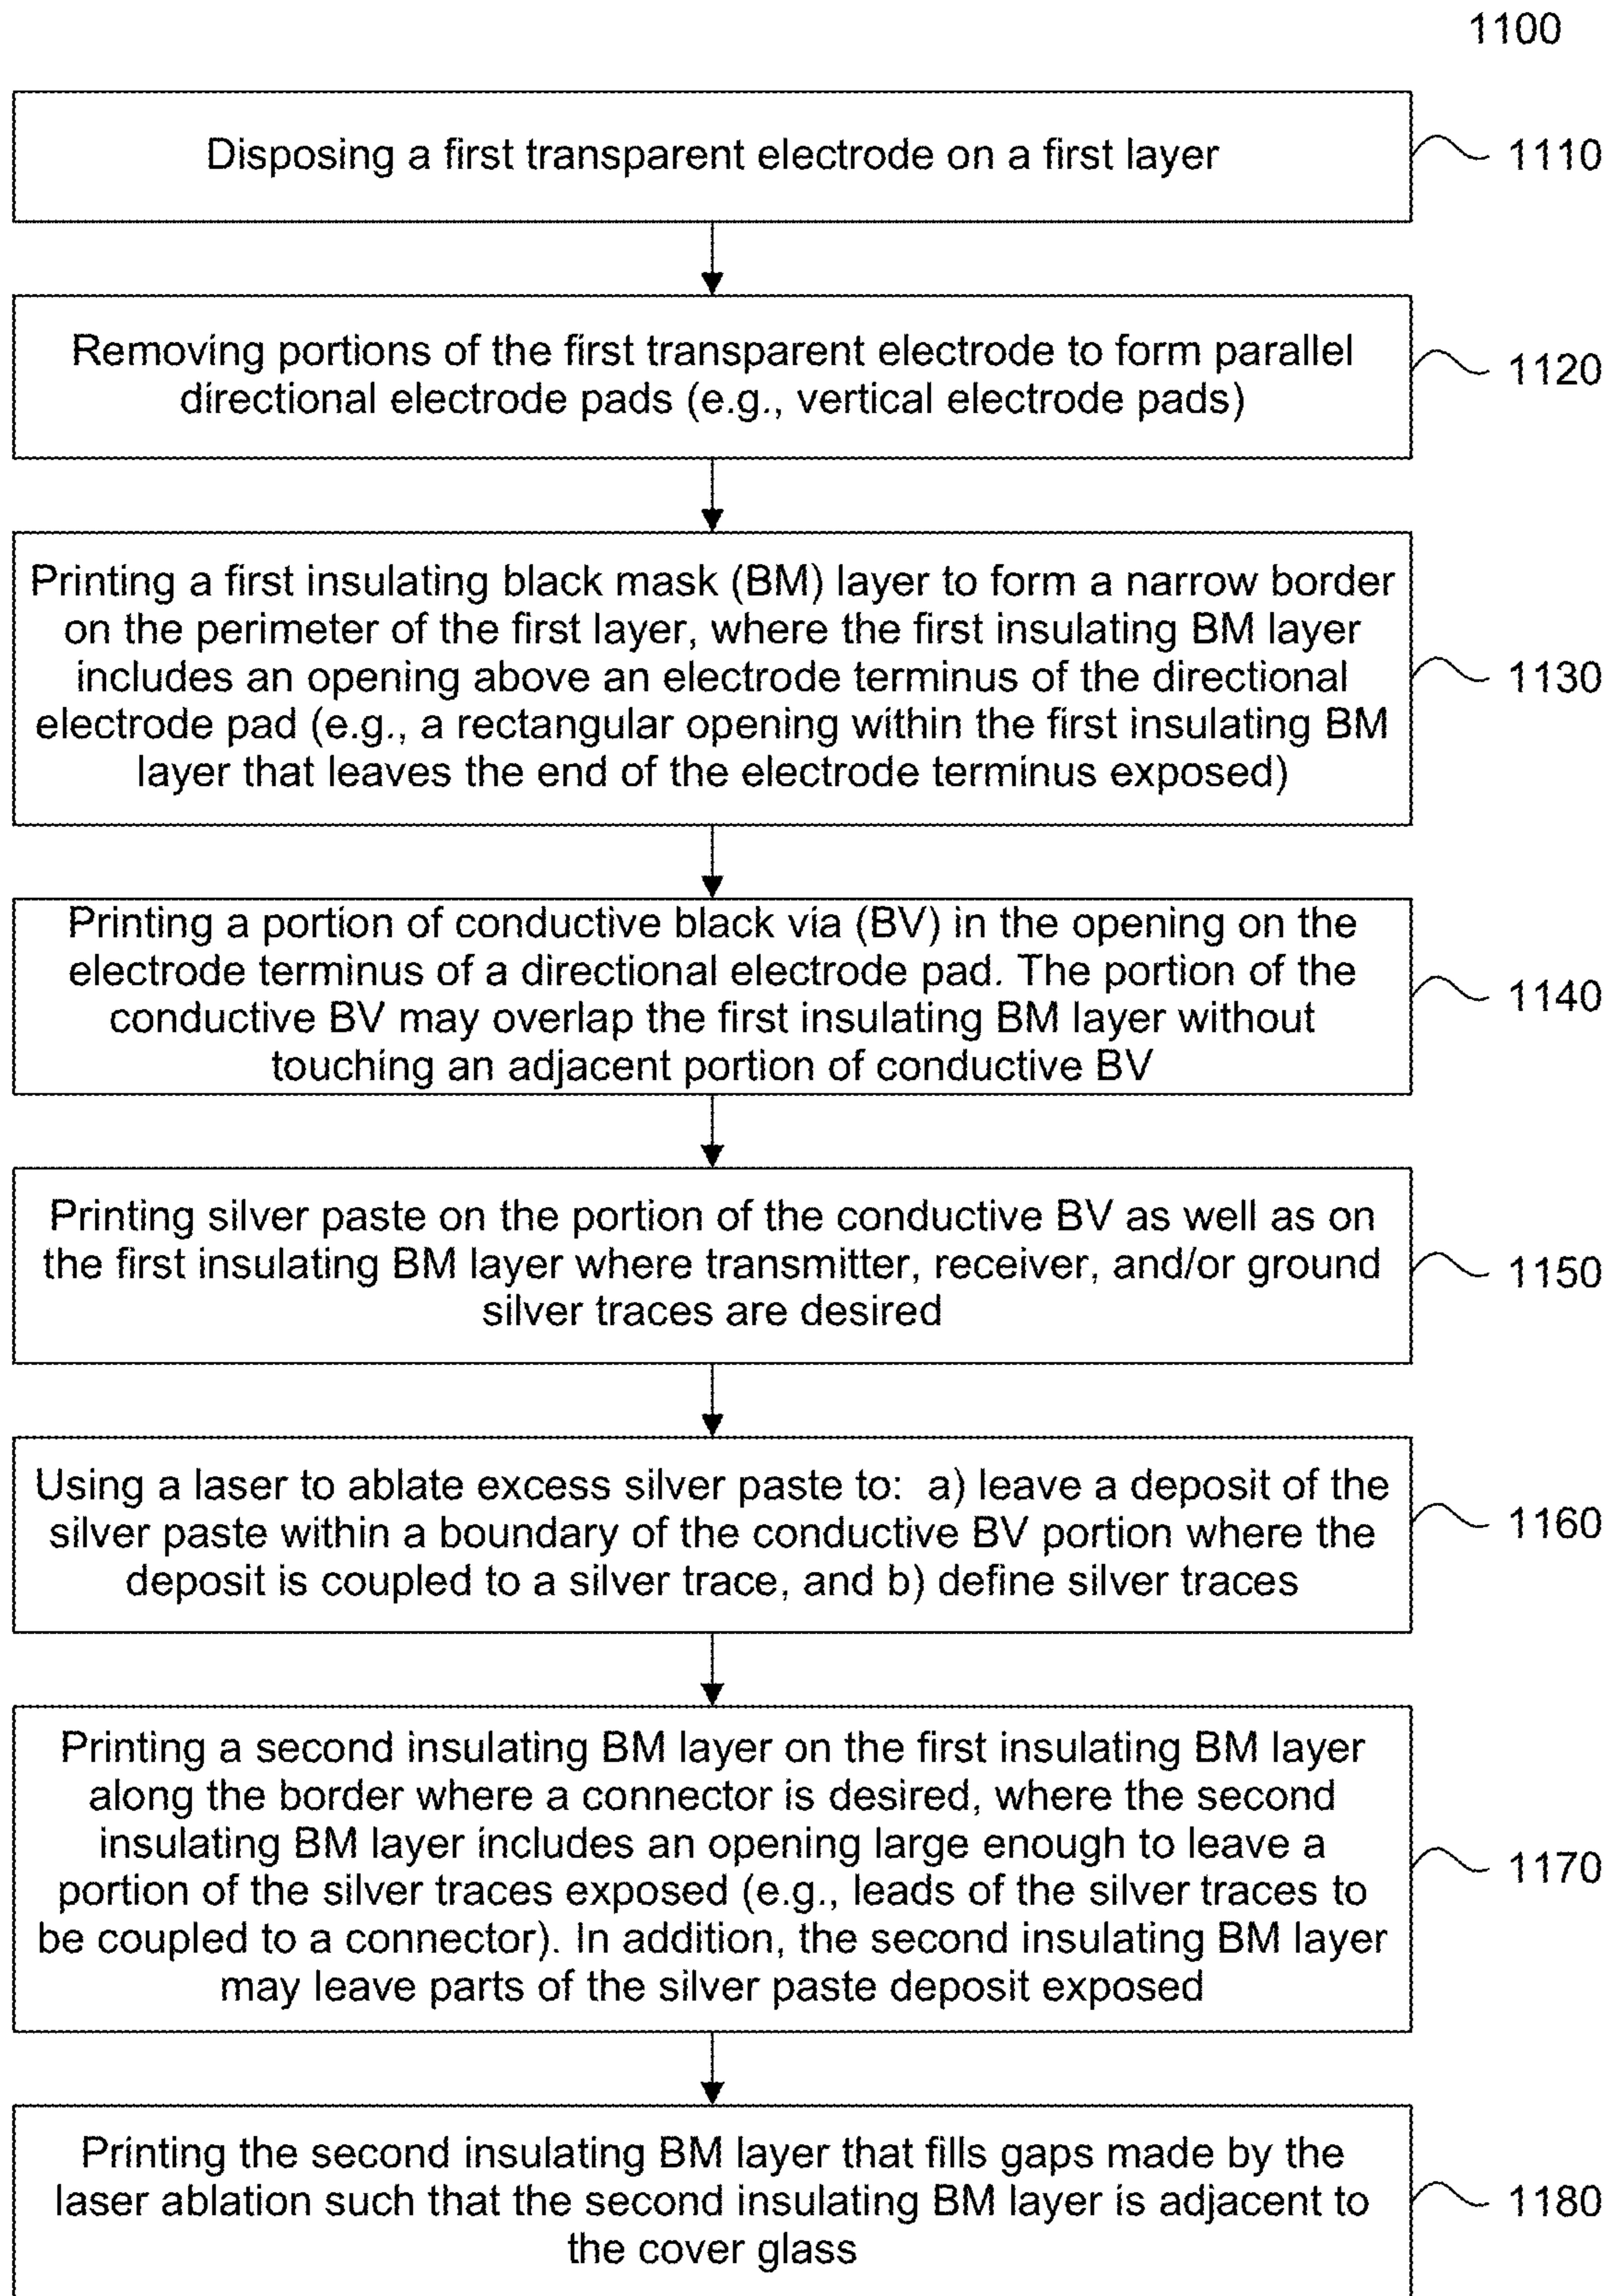 1100
Disposing a first transparent electrode on a first layer
1110
Removing portions of the first transparent electrode to form parallel
directional electrode pads (e.g., vertical electrode pads)
1120
Printing a first insulating black mask (BM) layer to form a narrow border
on the perimeter of the first layer, where the first insulating BM layer
includes an opening above an electrode terminus of the directional
electrode pad (e.g., a rectangular opening within the first insulating BM
layer that leaves the end of the electrode terminus exposed)
1130
Printing a portion of conductive black via (BV) in the opening on the
electrode terminus of a directional electrode pad. The portion of the
conductive BV may overlap the first insulating BM layer without
touching an adjacent portion of conductive BV
1140
Printing silver paste on the portion of the conductive BV as well as on
the first insulating BM layer where transmitter, receiver, and/or ground
silver traces are desired
1150
Using a laser to ablate excess silver paste to: a) leave a deposit of the
silver paste within a boundary of the conductive BV portion where the
deposit is coupled to a silver trace, and b) define silver traces
1160
Printing a second insulating BM layer on the first insulating BM layer
along the border where a connector is desired, where the second
insulating BM layer includes an opening large enough to leave a
portion of the silver traces exposed (e.g., leads of the silver traces to
be coupled to a connector). In addition, the second insulating BM layer
may leave parts of the silver paste deposit exposed
1170
Printing the second insulating BM layer that fills gaps made by the
laser ablation such that the second insulating BM layer is adjacent to
the cover glass
1180